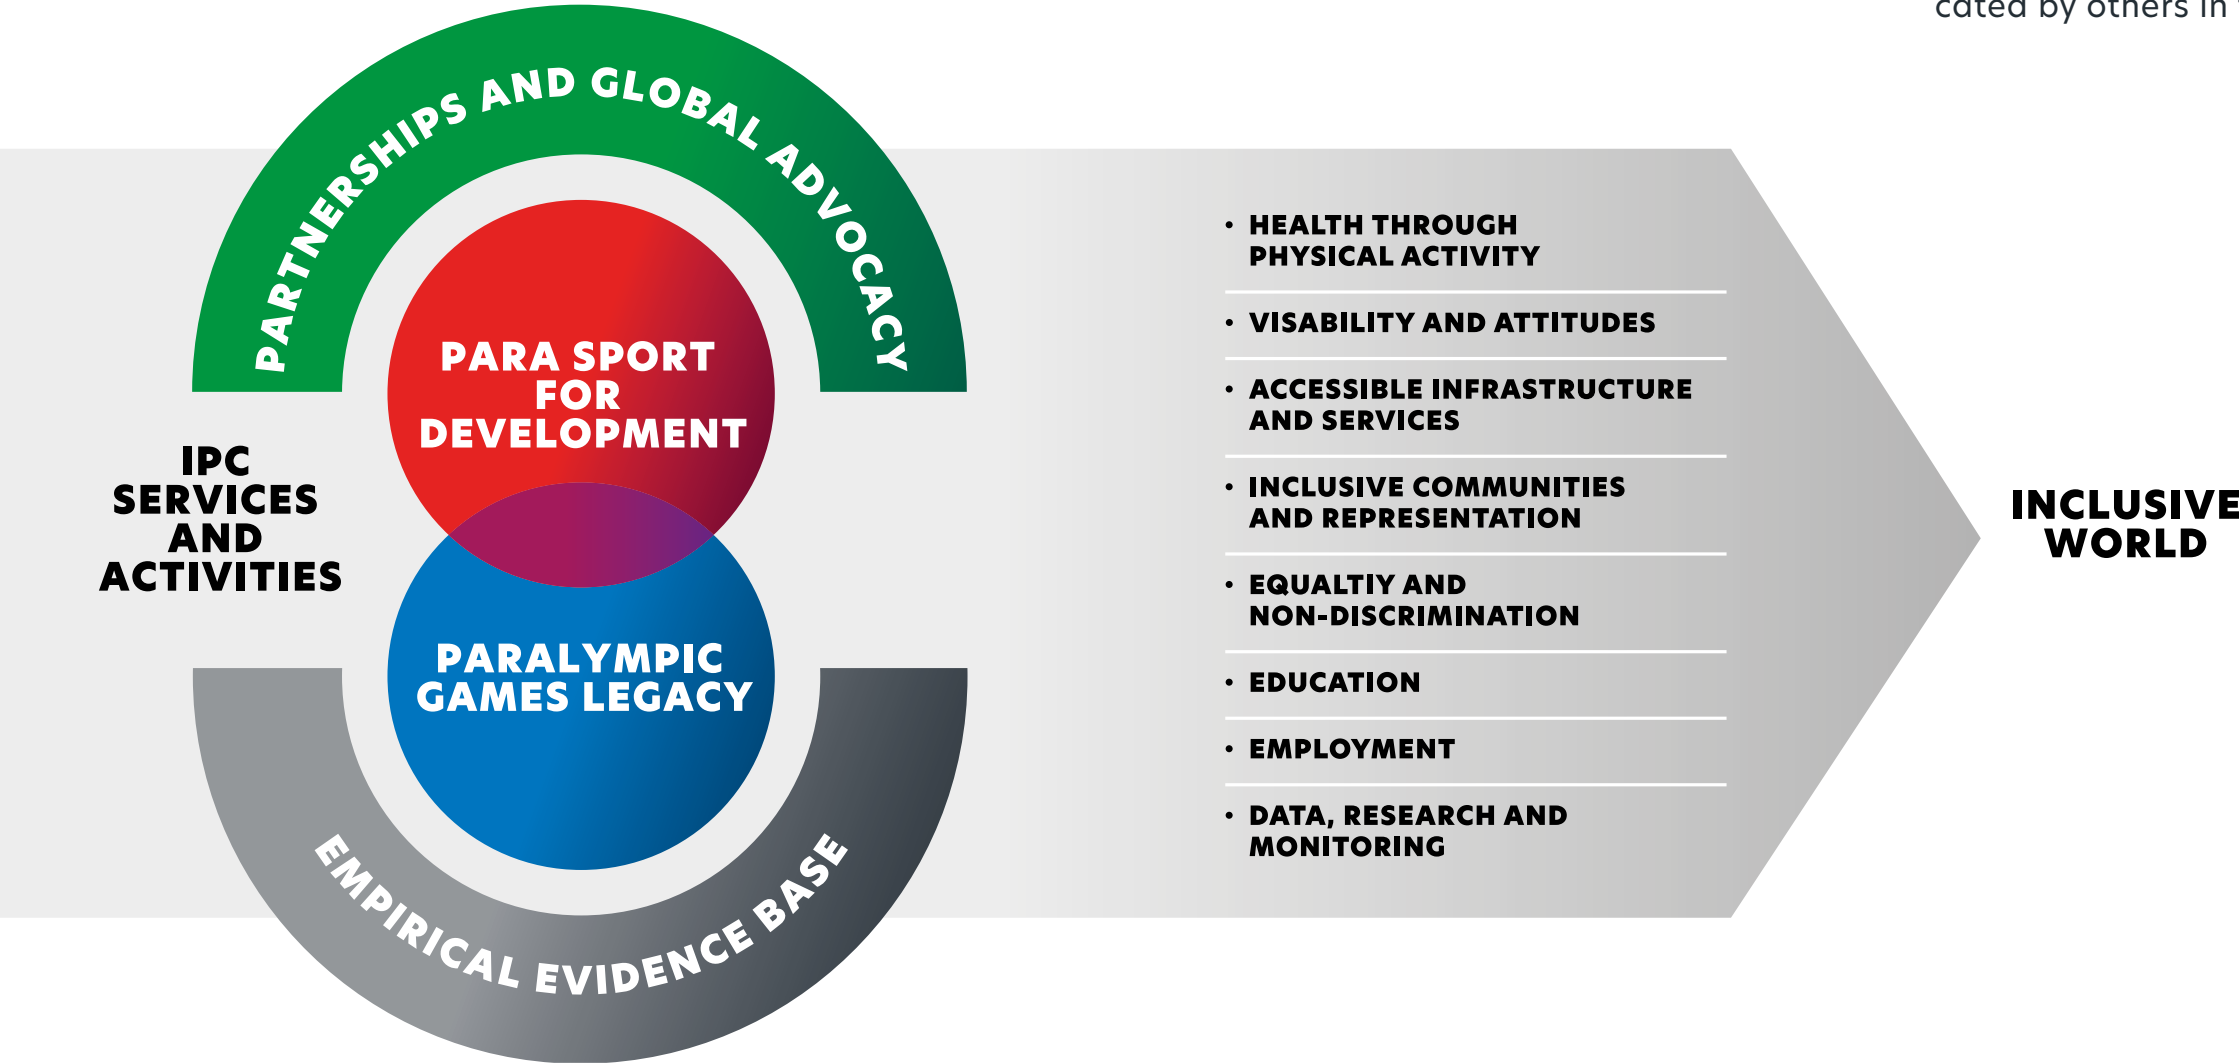 cated by others in
PARTNERSHIPS AND GLOBAL ADVOCACY
PARA SPORT
FOR
DEVELOPMENT
IPC
SERVICES
AND
ACTIVITIES
PARALYMPIC
GAMES LEGACY
EMPIRICAL EVIDENCE BASE
• HEALTH THROUGH
PHYSICAL ACTIVITY
• VISABILITY AND ATTITUDES
• ACCESSIBLE INFRASTRUCTURE
AND SERVICES
• INCLUSIVE COMMUNITIES
AND REPRESENTATION
• EQUALTIY AND
NON-DISCRIMINATION
• EDUCATION
• EMPLOYMENT
• DATA, RESEARCH AND
MONITORING
INCLUSIVE
WORLD